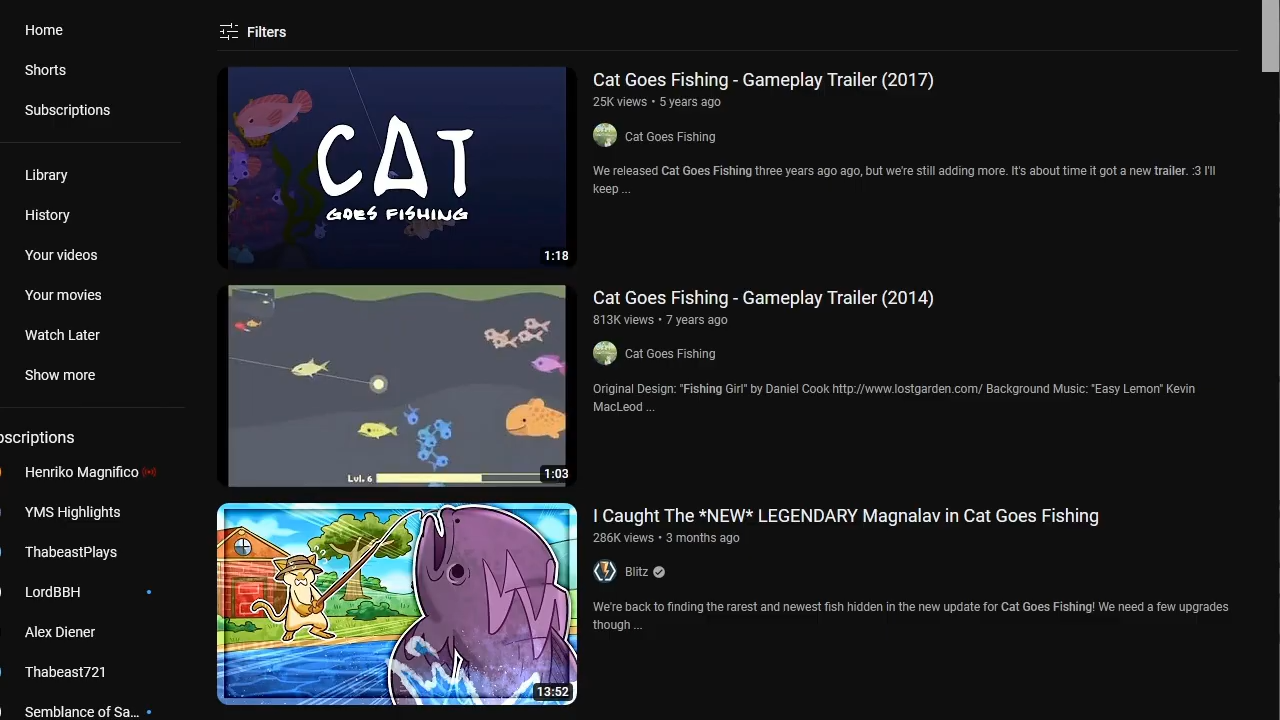 Home
Shorts
Subscriptions
Library
History
Your videos
Your movies
Watch Later
Show more
oscriptions
Henriko Magnifico
YMS Highlights
ThabeastPlays
LordBBH
Alex Diener
Thabeast721
Semblance of Sa...
Filters
CAT
GOES FISHING
1:18
Cat Goes Fishing - Gameplay Trailer (2017)
25K views • 5 years ago
Cat Goes Fishing
We released Cat Goes Fishing three years ago ago, but we're still adding more. It's about time it got a new trailer. :3 I'll
keep ...
Lvl. 6
1:03
Cat Goes Fishing - Gameplay Trailer (2014)
813K views • 7 years ago
Cat Goes Fishing
Original Design: "Fishing Girl" by Daniel Cook http://www.lostgarden.com/ Background Music: "Easy Lemon" Kevin
MacLeod ...
13:52
I Caught The *NEW* LEGENDARY Magnalav in Cat Goes Fishing
286K views • 3 months ago
Blitz
We're back to finding the rarest and newest fish hidden in the new update for Cat Goes Fishing! We need a few upgrades
though ...